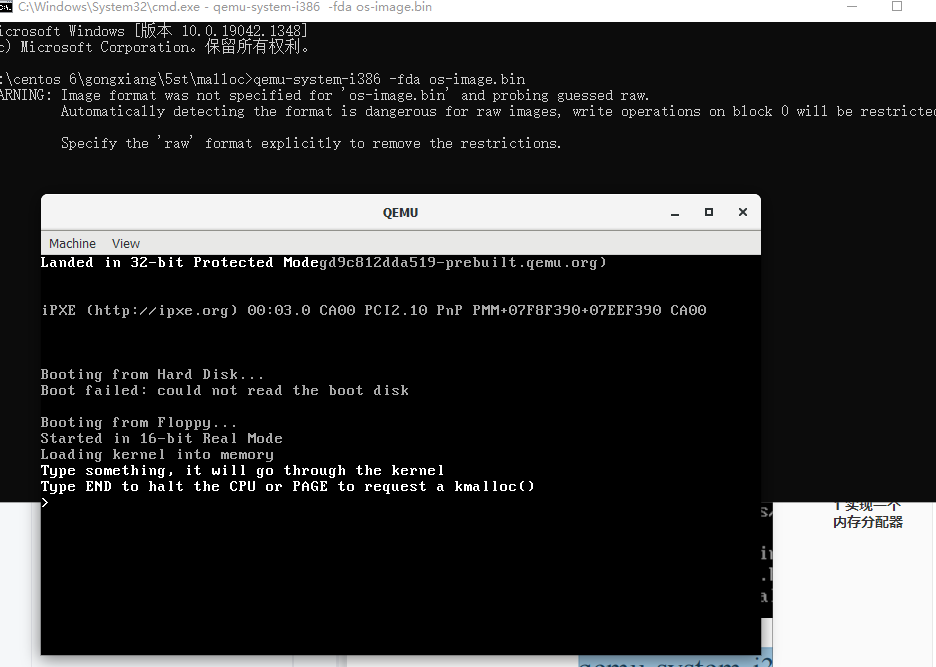 C:\Windows\System32\cmd.exe - qemu-system-i386 -fda os-image.bin
icrosoft Windows [版本 10.0.19042.1348]
c) Microsoft Corporation。保留所有权利。
:\centos 6\gongxiang\5st\malloc>qemu-system-i386 -fda os-image.bin
ARNING: Image format was not specified for 'os-image.bin' and probing guessed raw.
Automatically detecting the format is dangerous for raw images, write operations on block 0 will be restricted
Specify the 'raw' format explicitly to remove the restrictions.
QEMU
Machine View
Landed in 32-bit Protected Modegd9c812dda519-prebuilt.qemu.org)
iPXE (http://ipxe.org) 00:03.0 CA00 PCI2.10 PnP PMM+07F8F390+07EEF390 CA00
Booting from Hard Disk...
Boot failed: could not read the boot disk
Booting from Floppy...
Started in 16-bit Real Mode
Loading kernel into memory
Type something, it will go through the kernel
Type END to halt the CPU or PAGE to request a kmalloc()
>
实现一个
内存分配器
qemu-system-i3